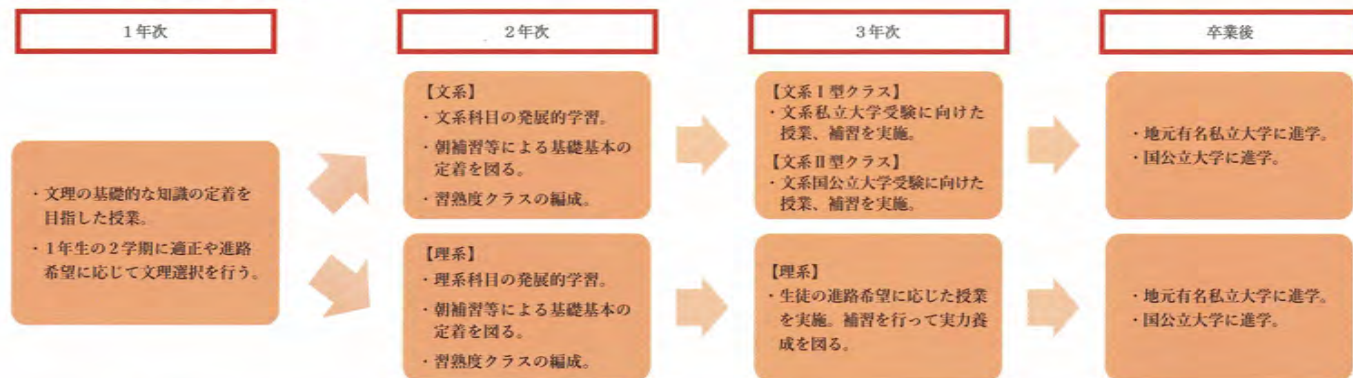 1年次
2年次
3年次
卒業後
・文理の基礎的な知識の定着を
目指した授業。
・1年生の2学期に適正や進路
希望に応じて文理選択を行う。
【文系】
・文系科目の発展的学習。
・朝補習等による基礎基本の
定着を図る。
・習熟度クラスの編成。
【文系Ⅰ型クラス】
・文系私立大学受験に向けた
授業、補習を実施。
【文系Ⅱ型クラス】
・文系国公立大学受験に向けた
授業、補習を実施。
・地元有名私立大学に進学。
・国公立大学に進学。
【理系】
・理系科目の発展的学習。
・朝補習等による基礎基本の
定着を図る。
・習熟度クラスの編成。
【理系】
・生徒の進路希望に応じた授業
を実施。補習を行って実力養
成を図る。
・地元有名私立大学に進学。
・国公立大学に進学。